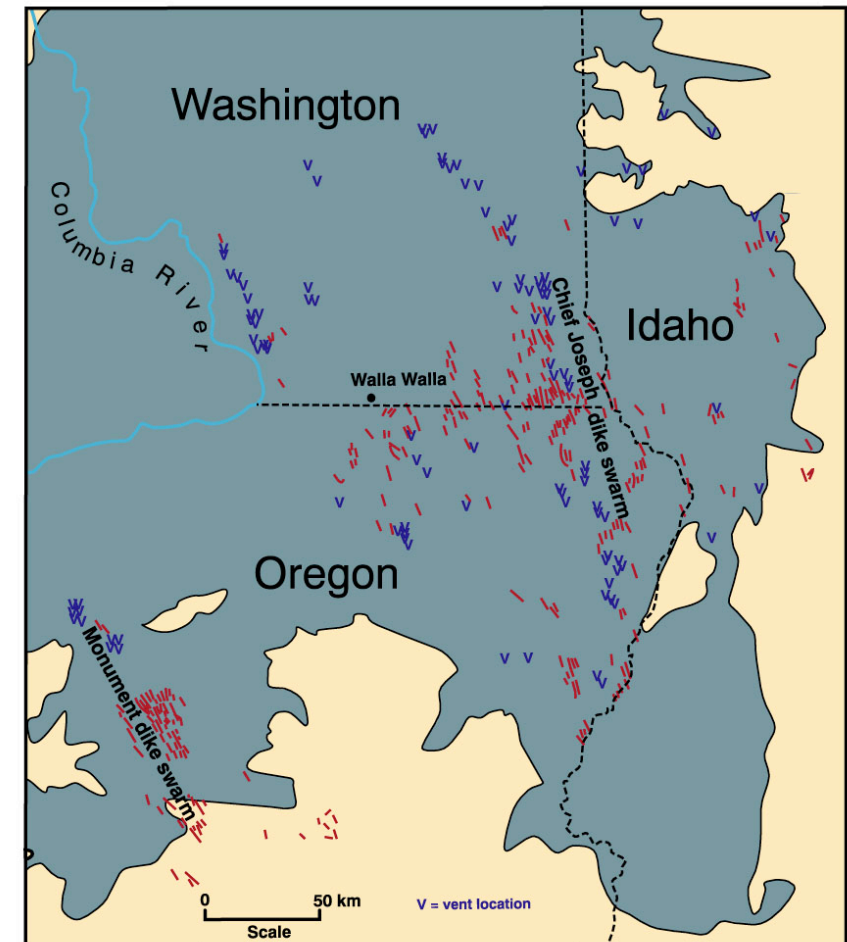 Washington
Columbia River
Chief Joseph dike swarm
Idaho
Walla Walla
Oregon
Monument dike swarm
0 50 km
Scale
V = vent location